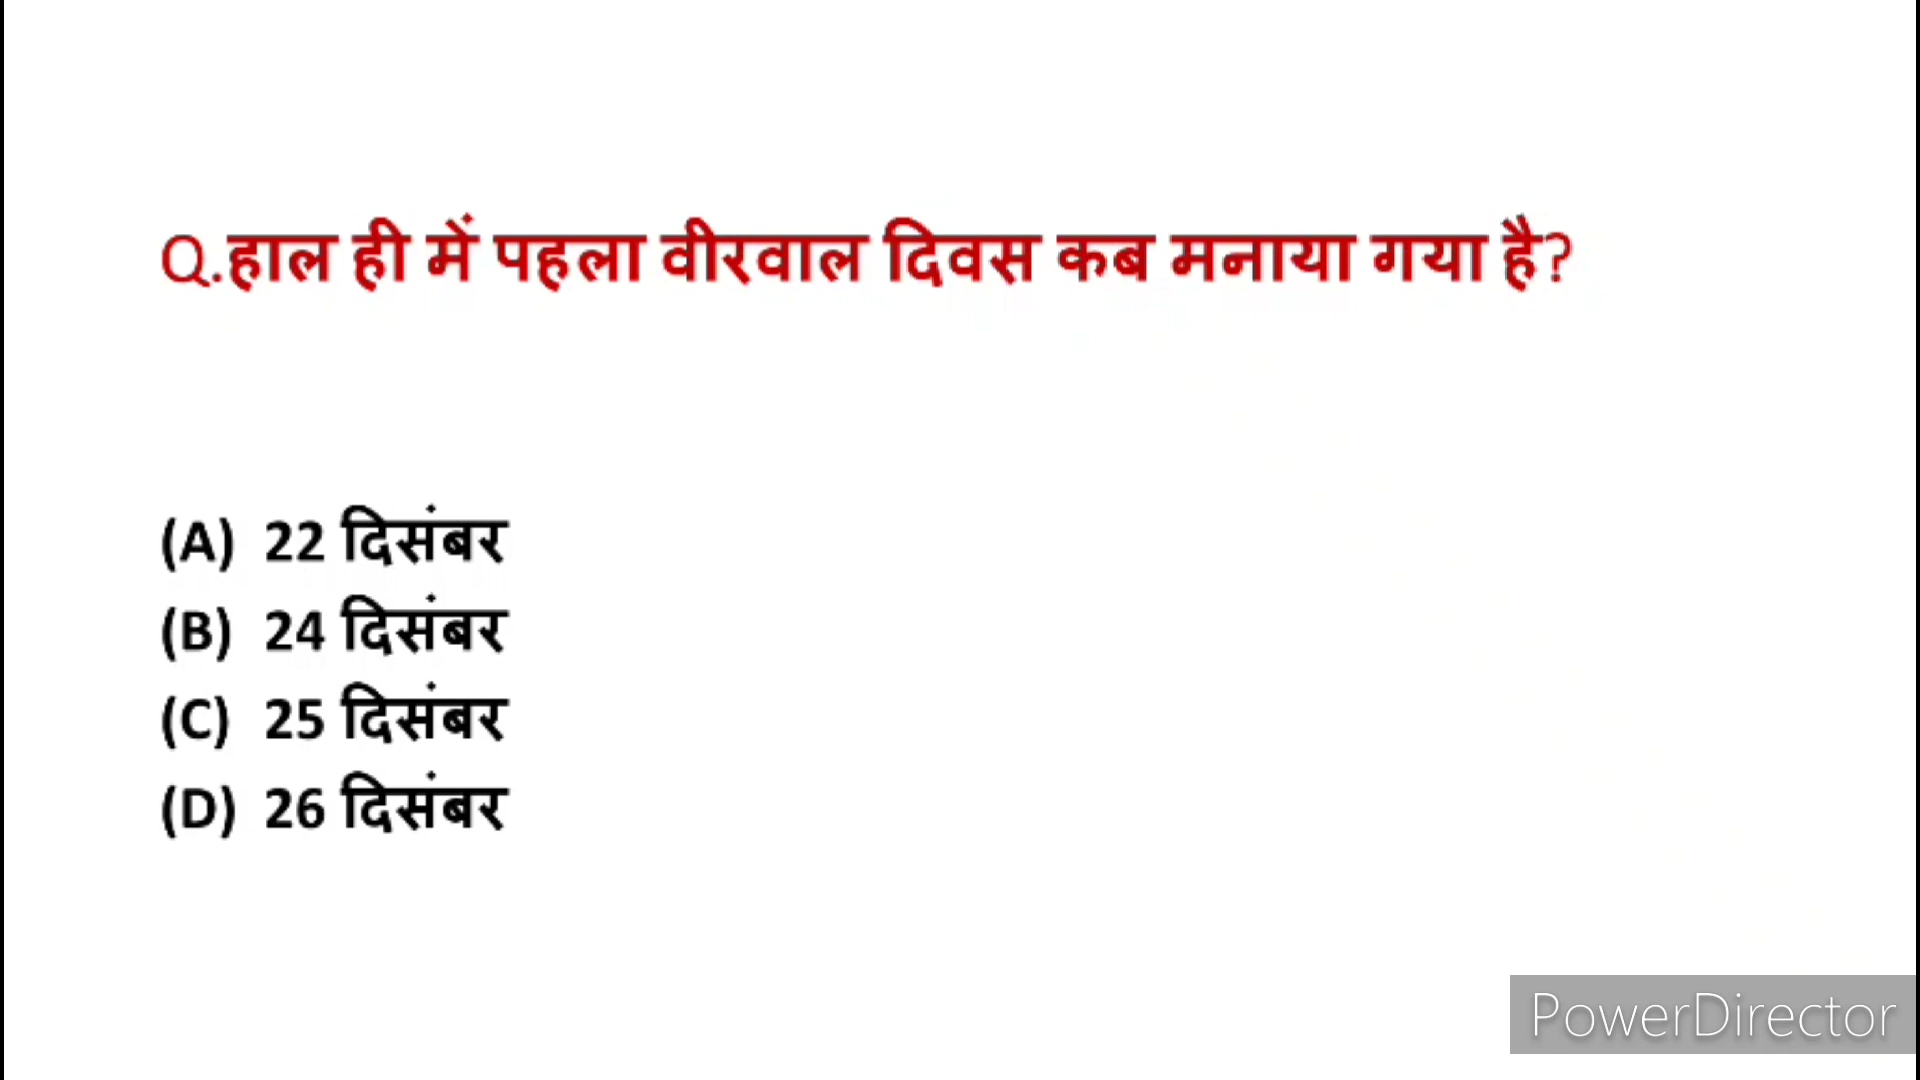 Q.हाल ही में पहला वीरवाल दिवस कब मनाया गया है?
(A) 22 दिसंबर
(B) 24 दिसंबर
(C) 25 दिसंबर
(D) 26 दिसंबर
PowerDirector